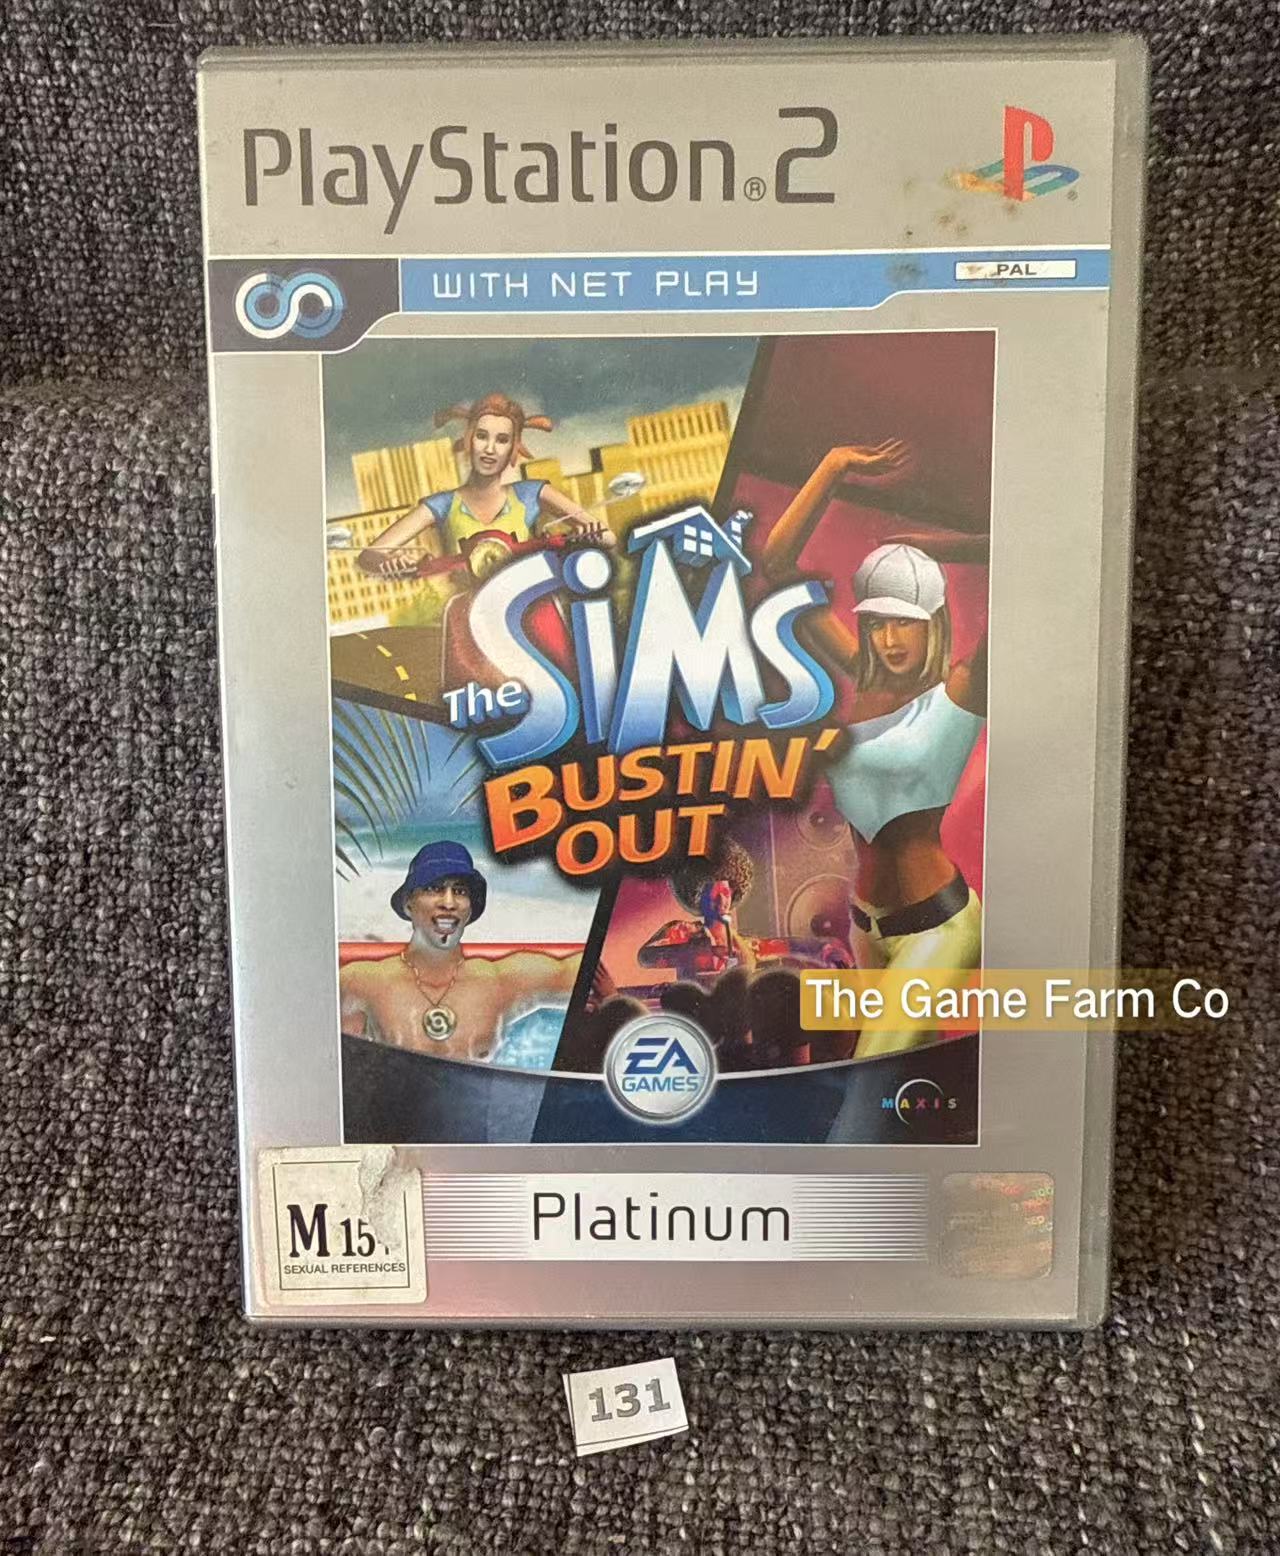 PlayStation®2
WITH NET PLAY
PAL
The SiMS
BUSTIN'
OUT
The Game Farm Co
EA
GAMES
MAXIS
M 15+
SEXUAL REFERENCES
Platinum
131